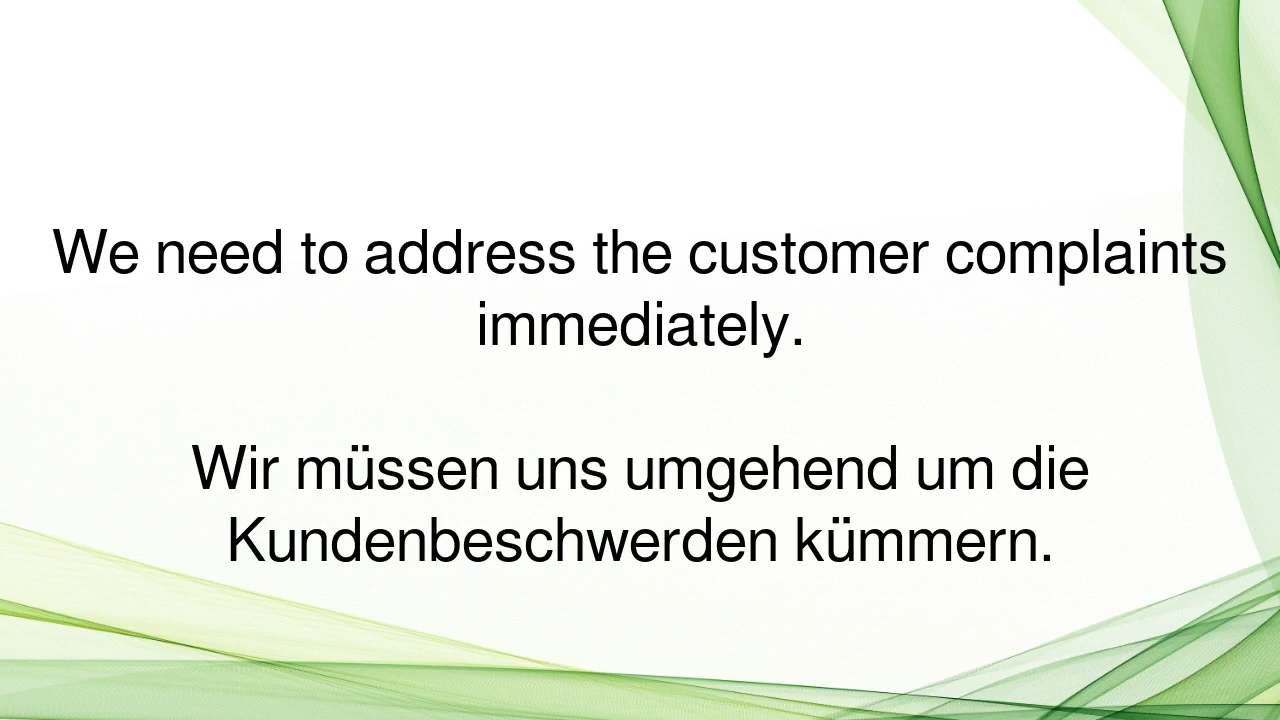 We need to address the customer complaints
immediately.
Wir müssen uns umgehend um die
Kundenbeschwerden kümmern.